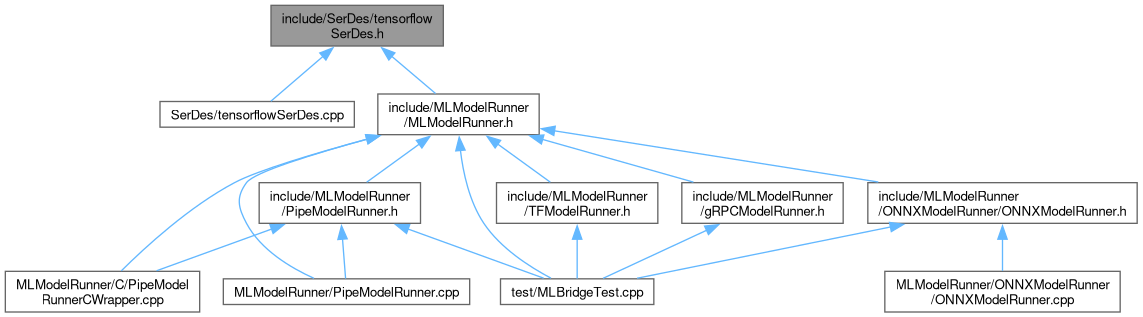 include/SerDes/tensorflow
SerDes.h
SerDes/tensorflowSerDes.cpp
include/MLModelRunner
/MLModelRunner.h
include/MLModelRunner
/PipeModelRunner.h
include/MLModelRunner
/TFModelRunner.h
include/MLModelRunner
/gRPCModelRunner.h
include/MLModelRunner
/ONNXModelRunner/ONNXModelRunner.h
MLModelRunner/C/PipeModel
RunnerCWrapper.cpp
MLModelRunner/PipeModelRunner.cpp
test/MLBridgeTest.cpp
MLModelRunner/ONNXModelRunner
/ONNXModelRunner.cpp